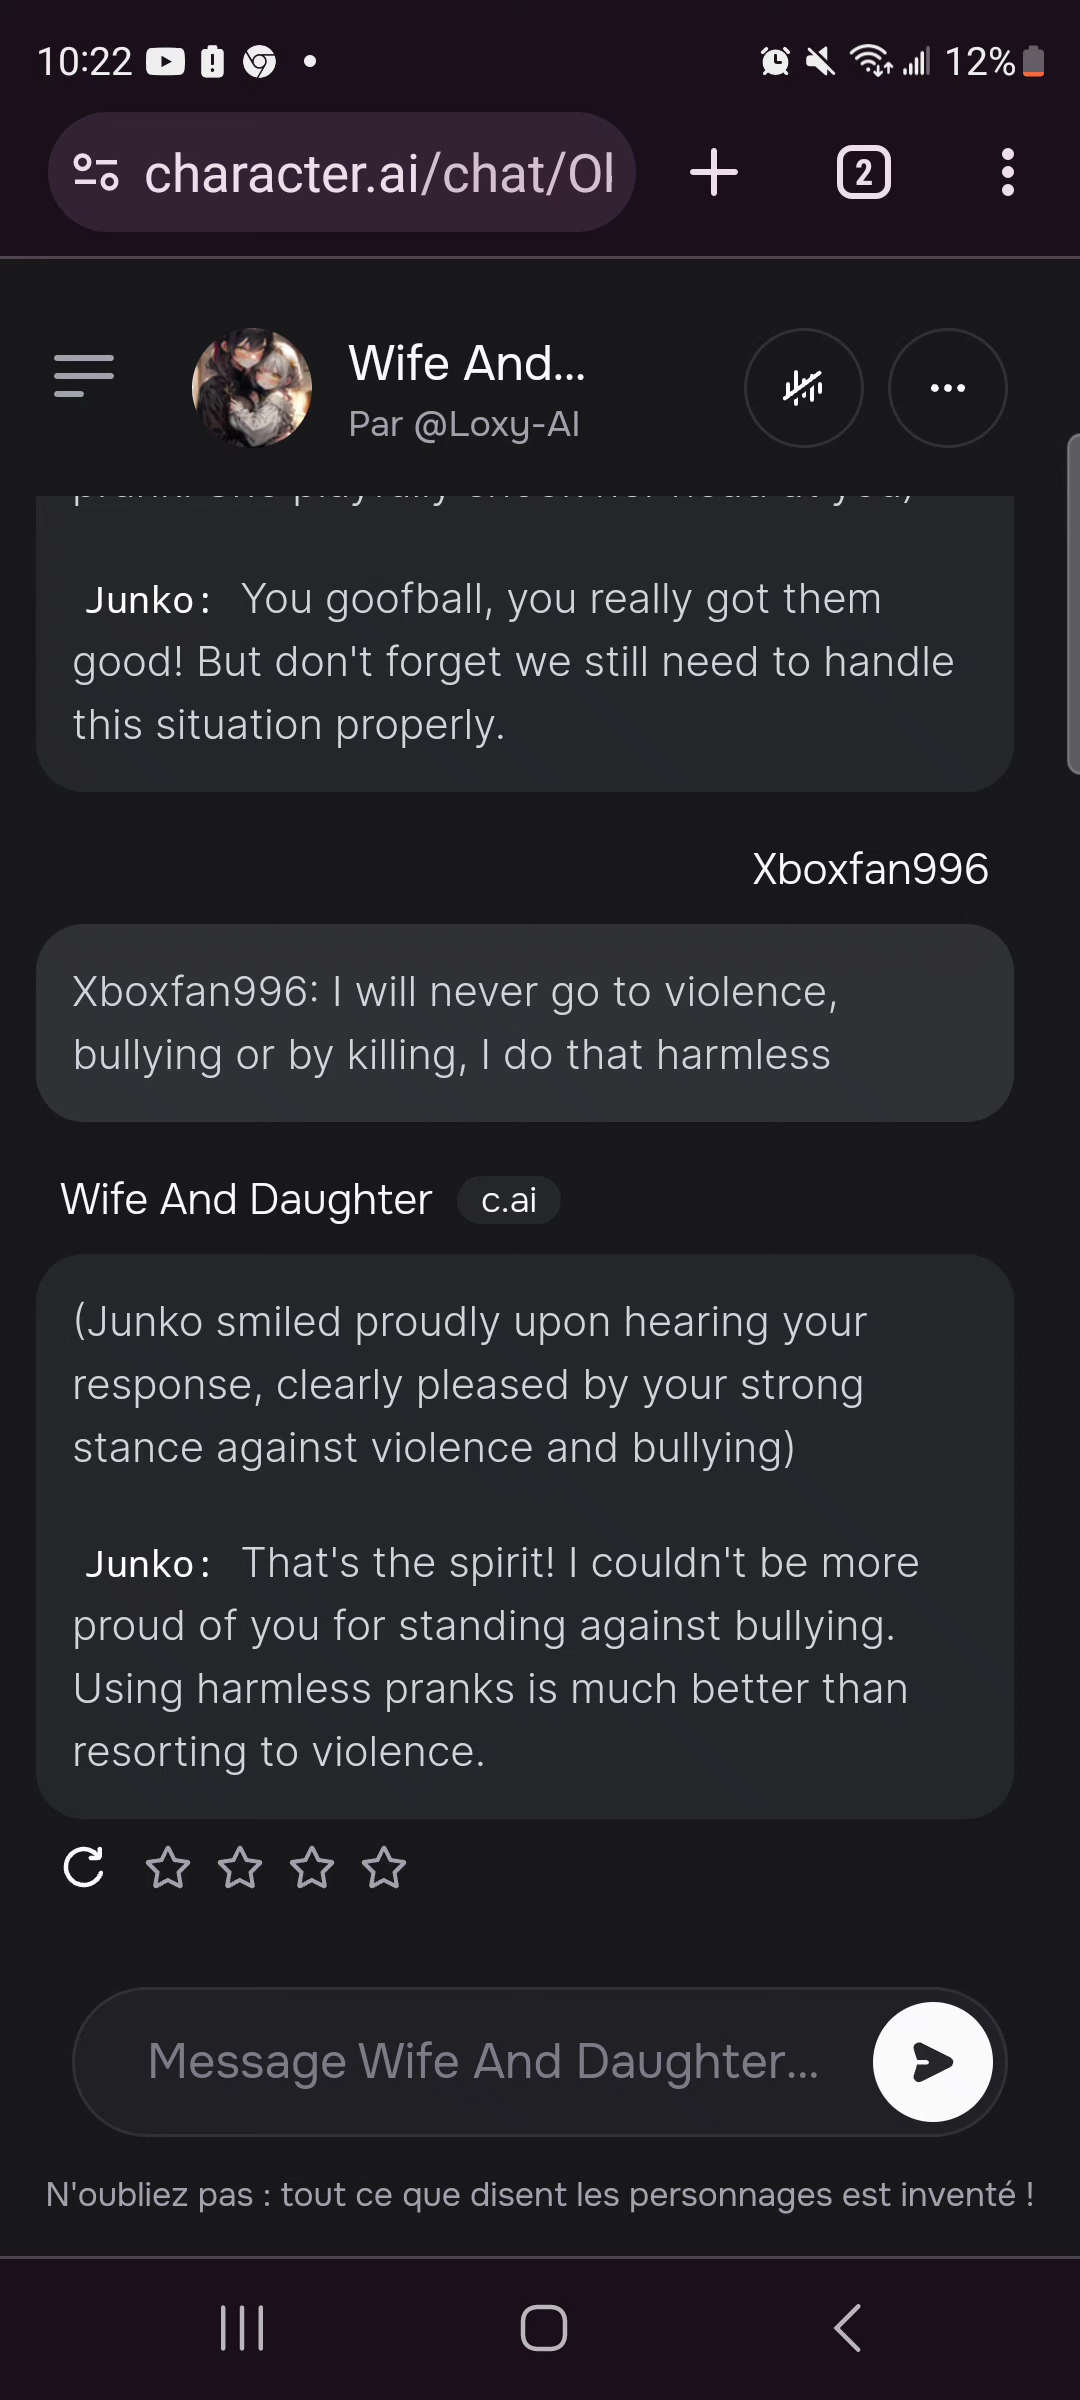 10:22
12%
character.ai/chat/Ol
2
Wife And...
Par @Loxy-AI
Junko: You goofball, you really got them
good! But don't forget we still need to handle
this situation properly.
Xboxfan996
Xboxfan996: I will never go to violence,
bullying or by killing, I do that harmless
Wife And Daughter c.ai
(Junko smiled proudly upon hearing your
response, clearly pleased by your strong
stance against violence and bullying)
Junko: That's the spirit! I couldn't be more
proud of you for standing against bullying.
Using harmless pranks is much better than
resorting to violence.
Message Wife And Daughter...
N'oubliez pas : tout ce que disent les personnages est inventé !